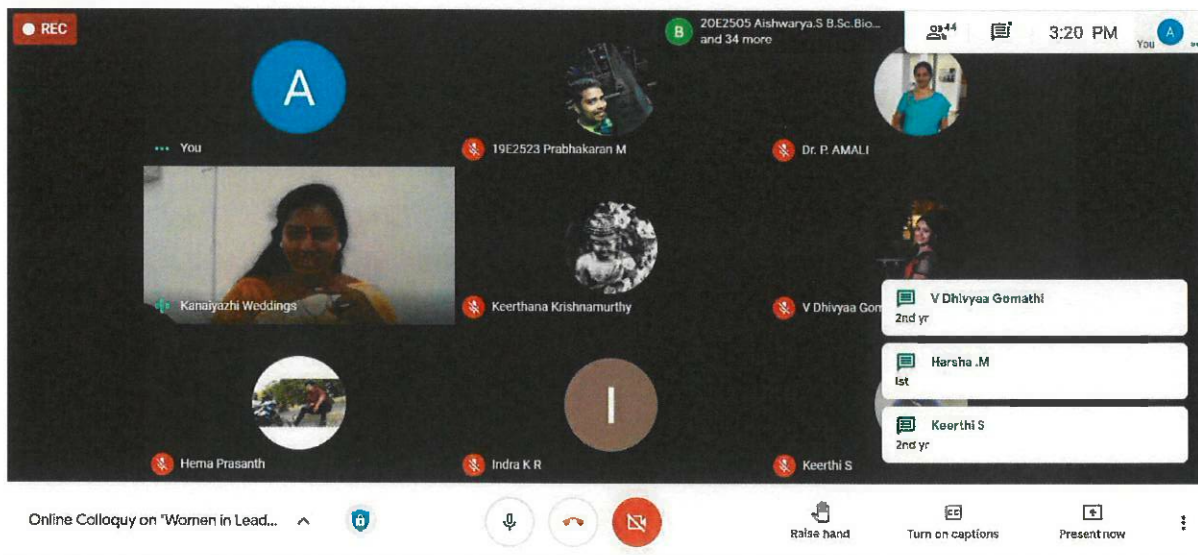 REC
B
20E2505 Aishwarya.S B.Sc.Bio...
and 34 more
44
3:20 PM
You
A
A
You
19E2523 Prabhakaran M
Dr. P. AMALI
Kanaiyazhi Weddings
Keerthana Krishnamurthy
V Dhivyaa Gom
V Dhivyaa Gomathi
2nd yr
Harsha .M
Ist
Keerthi S
2nd yr
Hema Prasanth
I
Indra K R
Keerthi S
Online Colloquy on "Women in Lead...
Raise hand
CC
Turn on captions
Present now